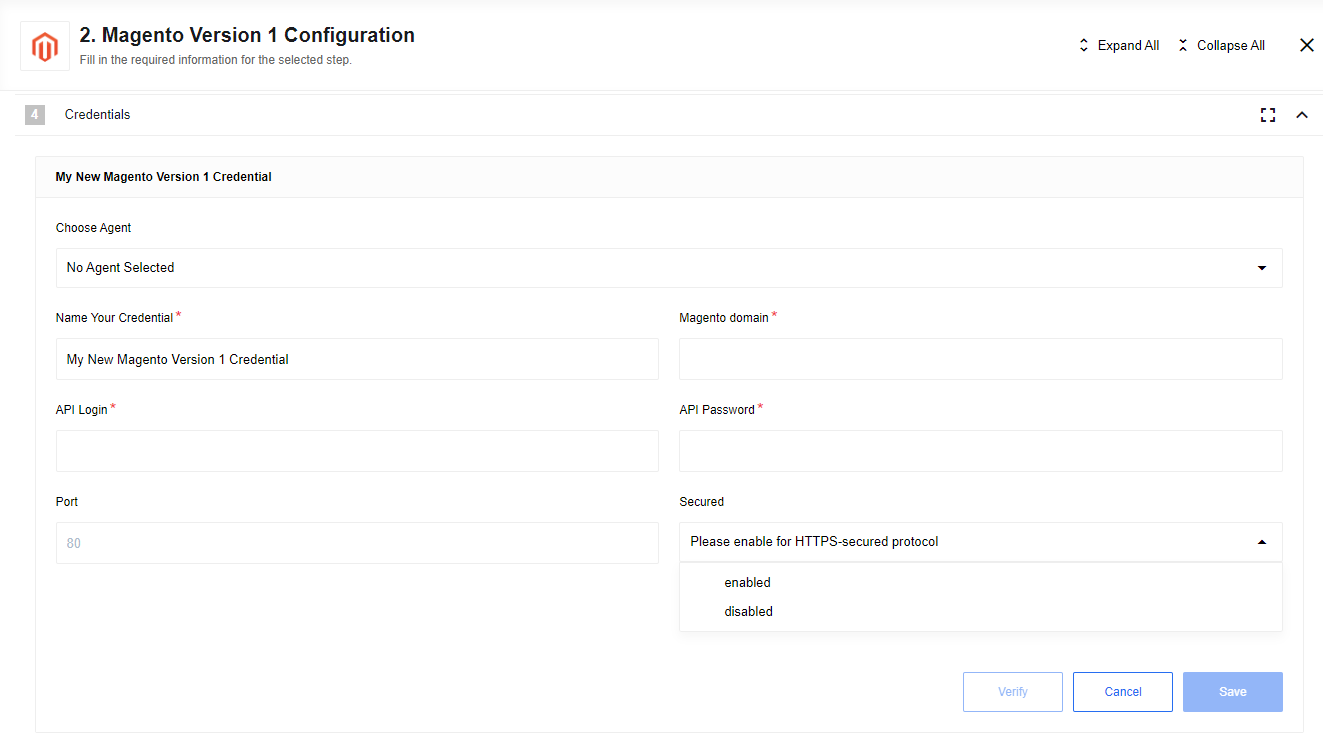 2. Magento Version 1 Configuration
Fill in the required information for the selected step.
Expand All
Collapse All
4
Credentials
My New Magento Version 1 Credential
Choose Agent
No Agent Selected
Name Your Credential *
Magento domain *
My New Magento Version 1 Credential
API Login *
API Password *
Port
Secured
80
Please enable for HTTPS-secured protocol
enabled
disabled
Verify
Cancel
Save